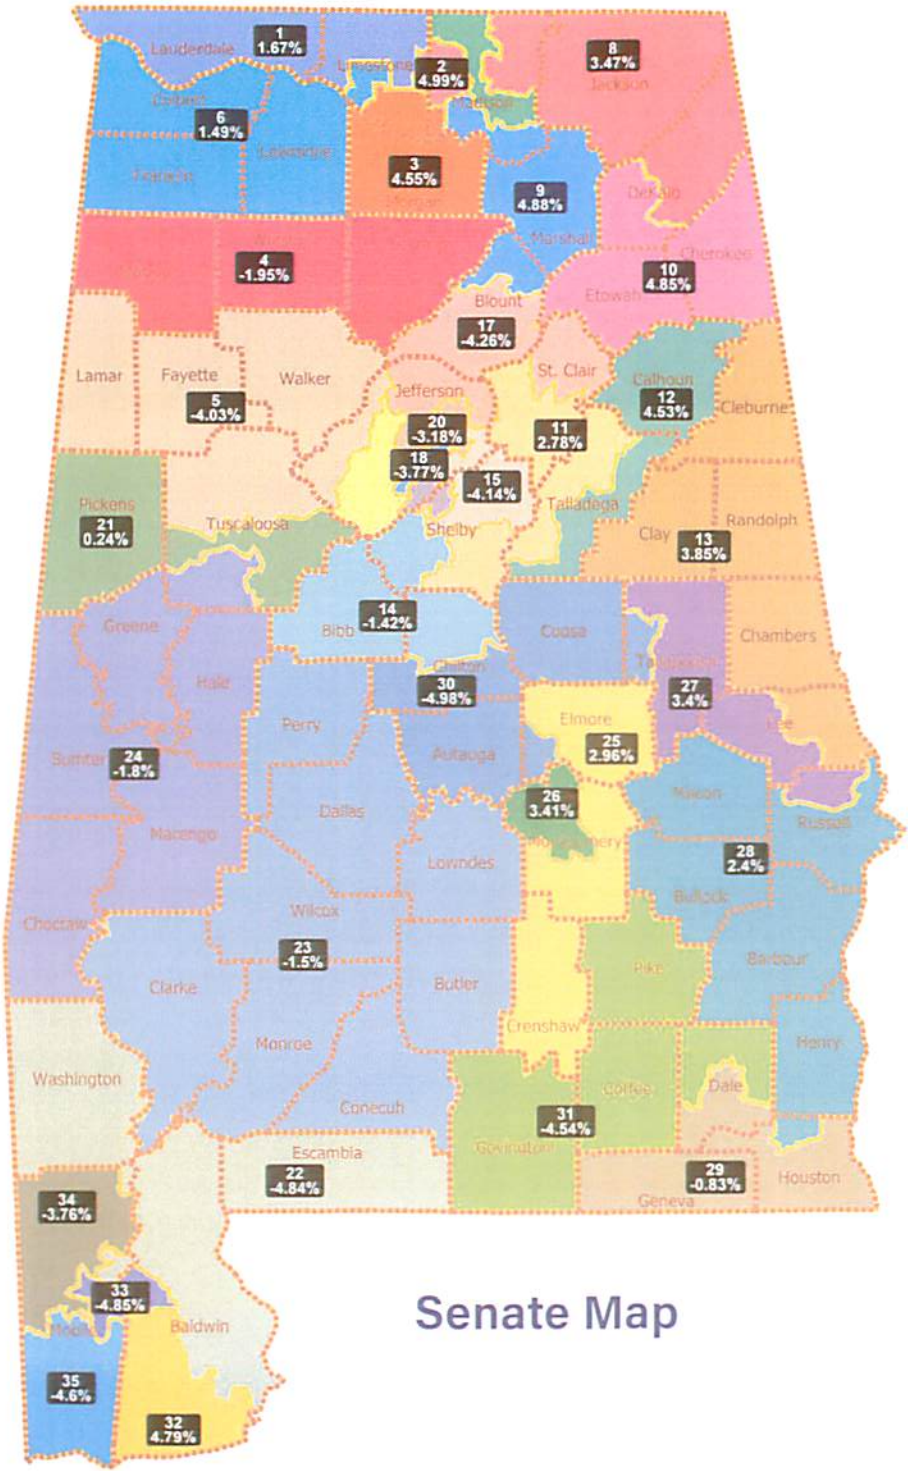 1
1.67%
Lauderdale
Limestone
2
4.99%
Madison
8
3.47%
Jackson
Colbert
6
1.49%
Lawrence
Franklin
3
4.55%
Morgan
9
4.88%
Marshall
DeKalb
4
-1.95%
10
4.85%
Cherokee
Etowah
Blount
17
-4.26%
Lamar
Fayette
5
-4.03%
Walker
Jefferson
St. Clair
Calhoun
12
4.53%
Cleburne
20
-3.18%
11
2.78%
18
-3.77%
15
-4.14%
Pickens
21
0.24%
Tuscaloosa
Shelby
Talladega
Clay
13
3.85%
Randolph
Greene
Bibb
14
-1.42%
Coosa
Chambers
Hale
Chilton
30
-4.98%
Tallapoosa
27
3.4%
Lee
Perry
Elmore
25
2.96%
Autauga
Sumter
24
-1.8%
Marengo
Dallas
26
3.41%
Montgomery
Macon
Russell
Lowndes
28
2.4%
Bullock
Choctaw
Wilcox
23
-1.5%
Clarke
Butler
Pike
Barbour
Crenshaw
Monroe
Henry
Washington
Conecuh
Coffee
Dale
31
-4.54%
Covington
Escambia
22
-4.84%
29
-0.83%
Houston
Geneva
34
-3.76%
33
-4.85%
Mobile
Baldwin
Senate Map
35
-4.6%
32
4.79%